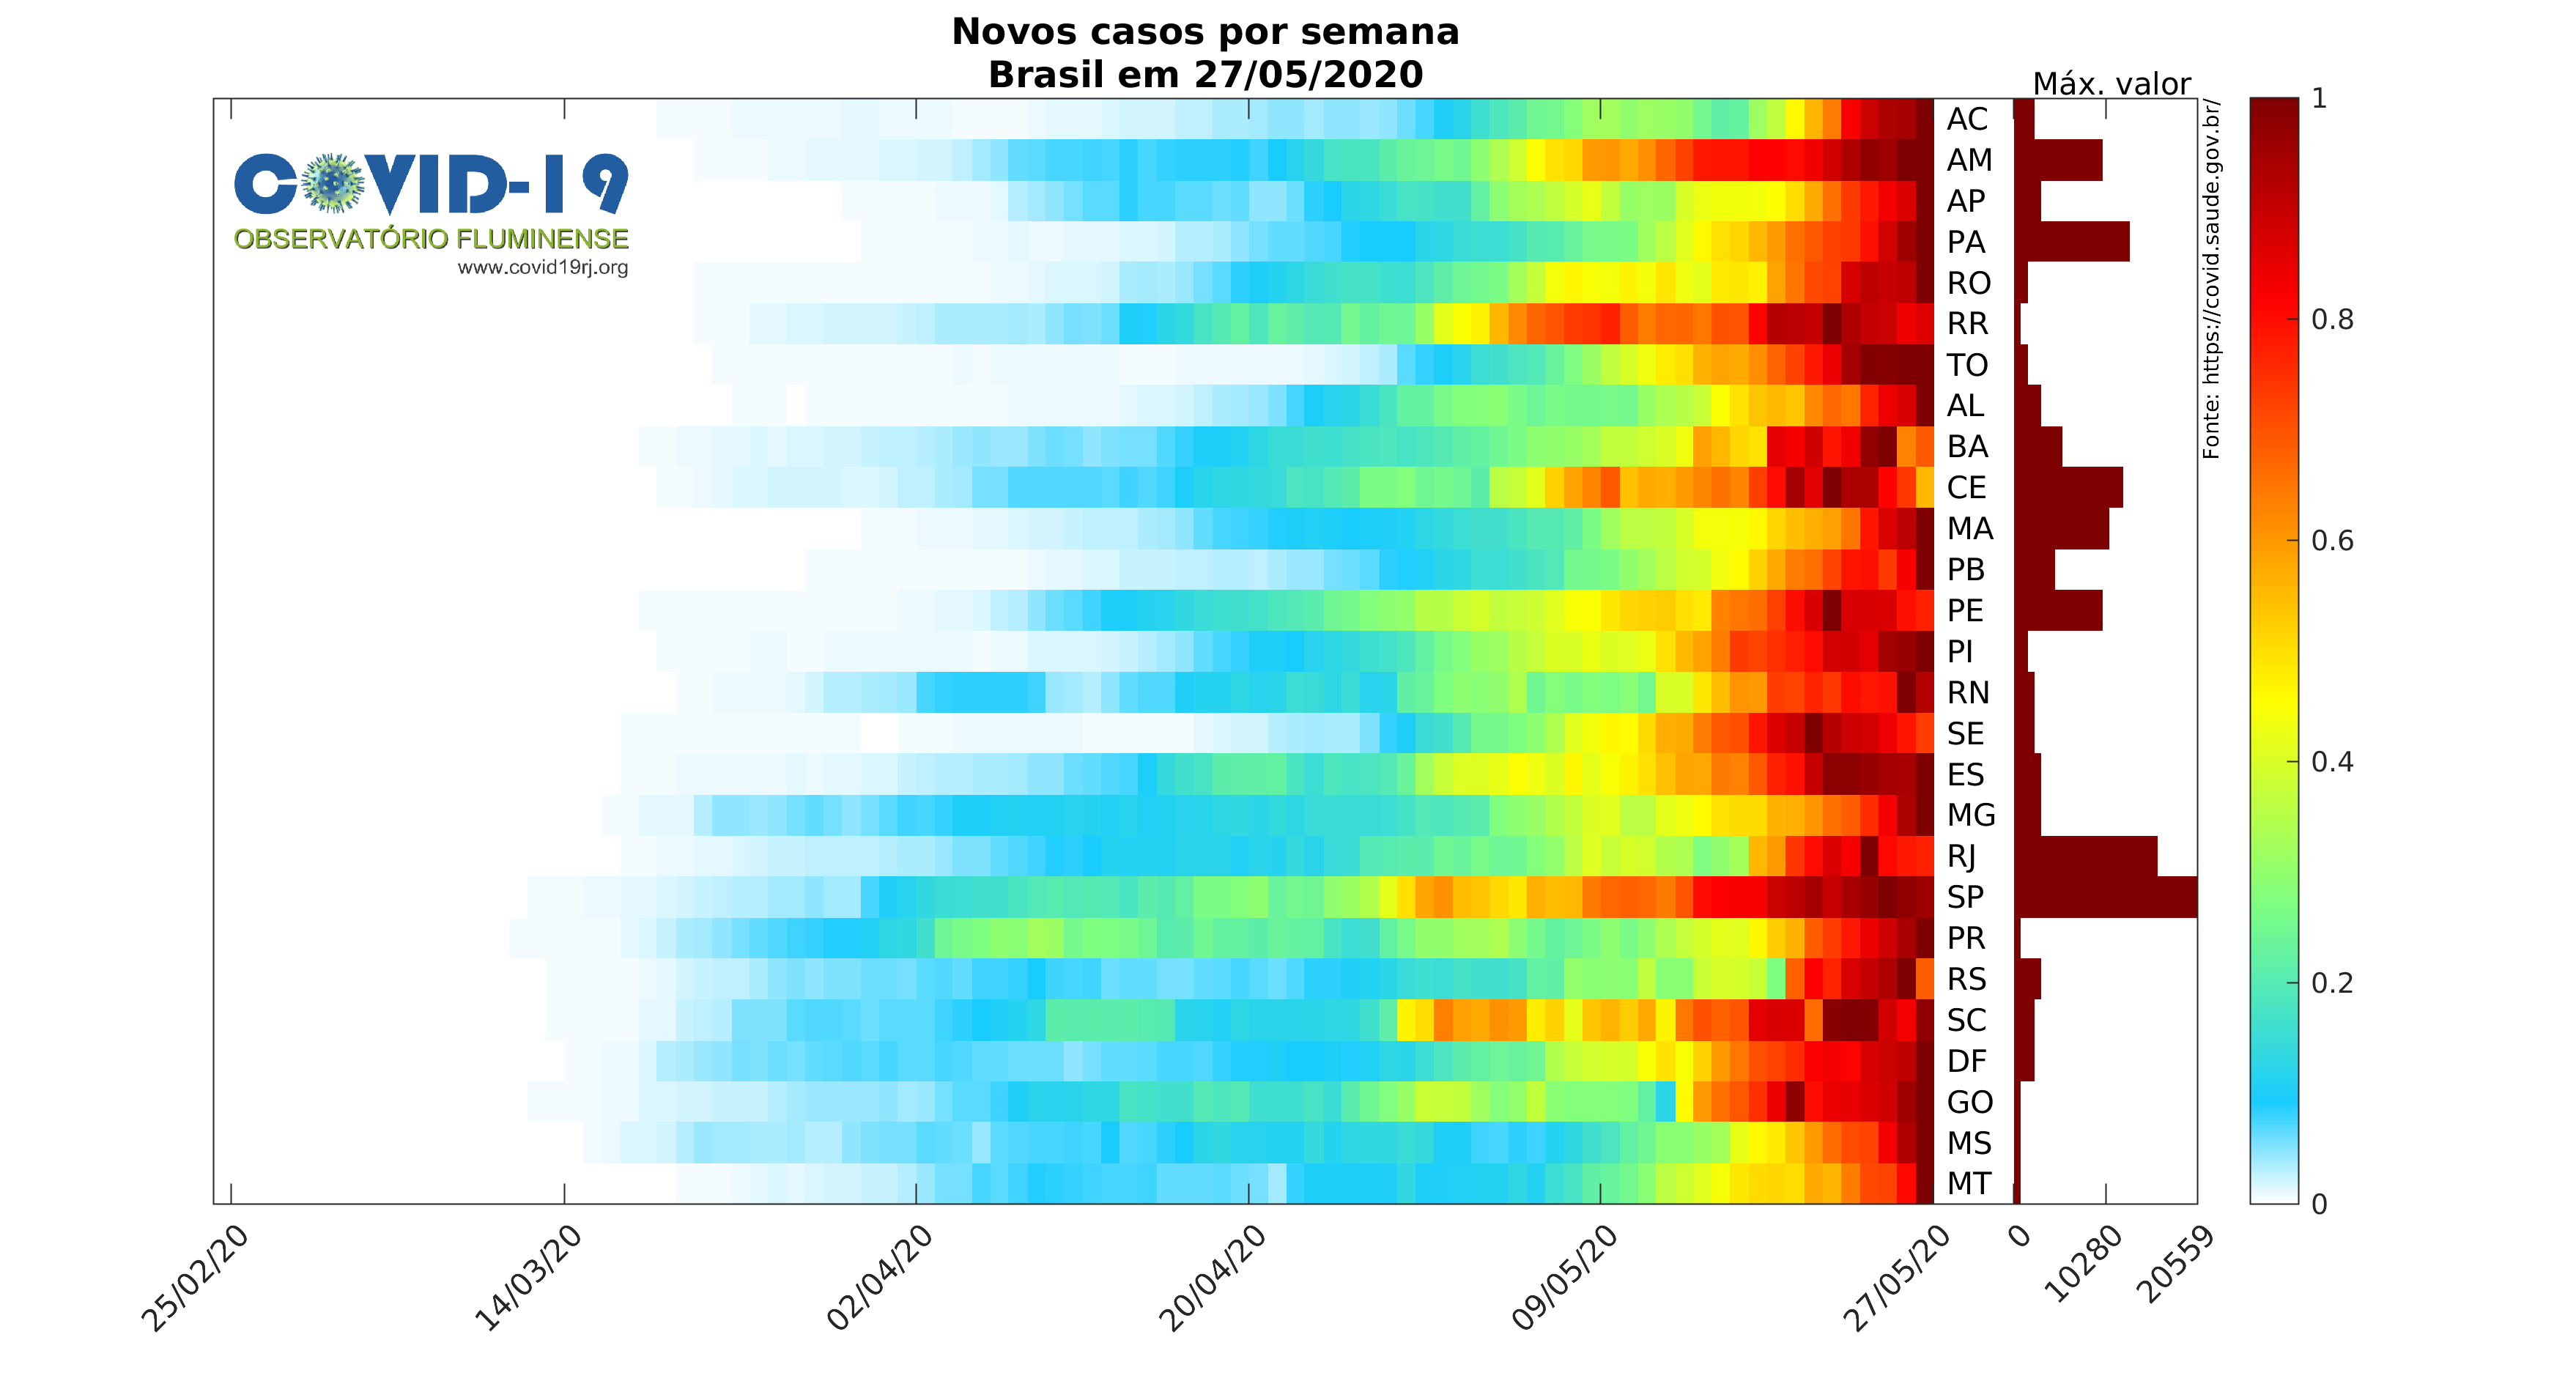 Novos casos por semana
Brasil em 27/05/2020
Máx. valor
COVID-19
OBSERVATÓRIO FLUMINENSE
www.covid19rj.org
AC
AM
AP
PA
RO
RR
TO
AL
BA
CE
MA
PB
PE
PI
RN
SE
ES
MG
RJ
SP
PR
RS
SC
DF
GO
MS
MT
Fonte: https://covid.saude.gov.br/
1
0.8
0.6
0.4
0.2
0
25/02/20
14/03/20
02/04/20
20/04/20
09/05/20
27/05/20
0
10280
20559